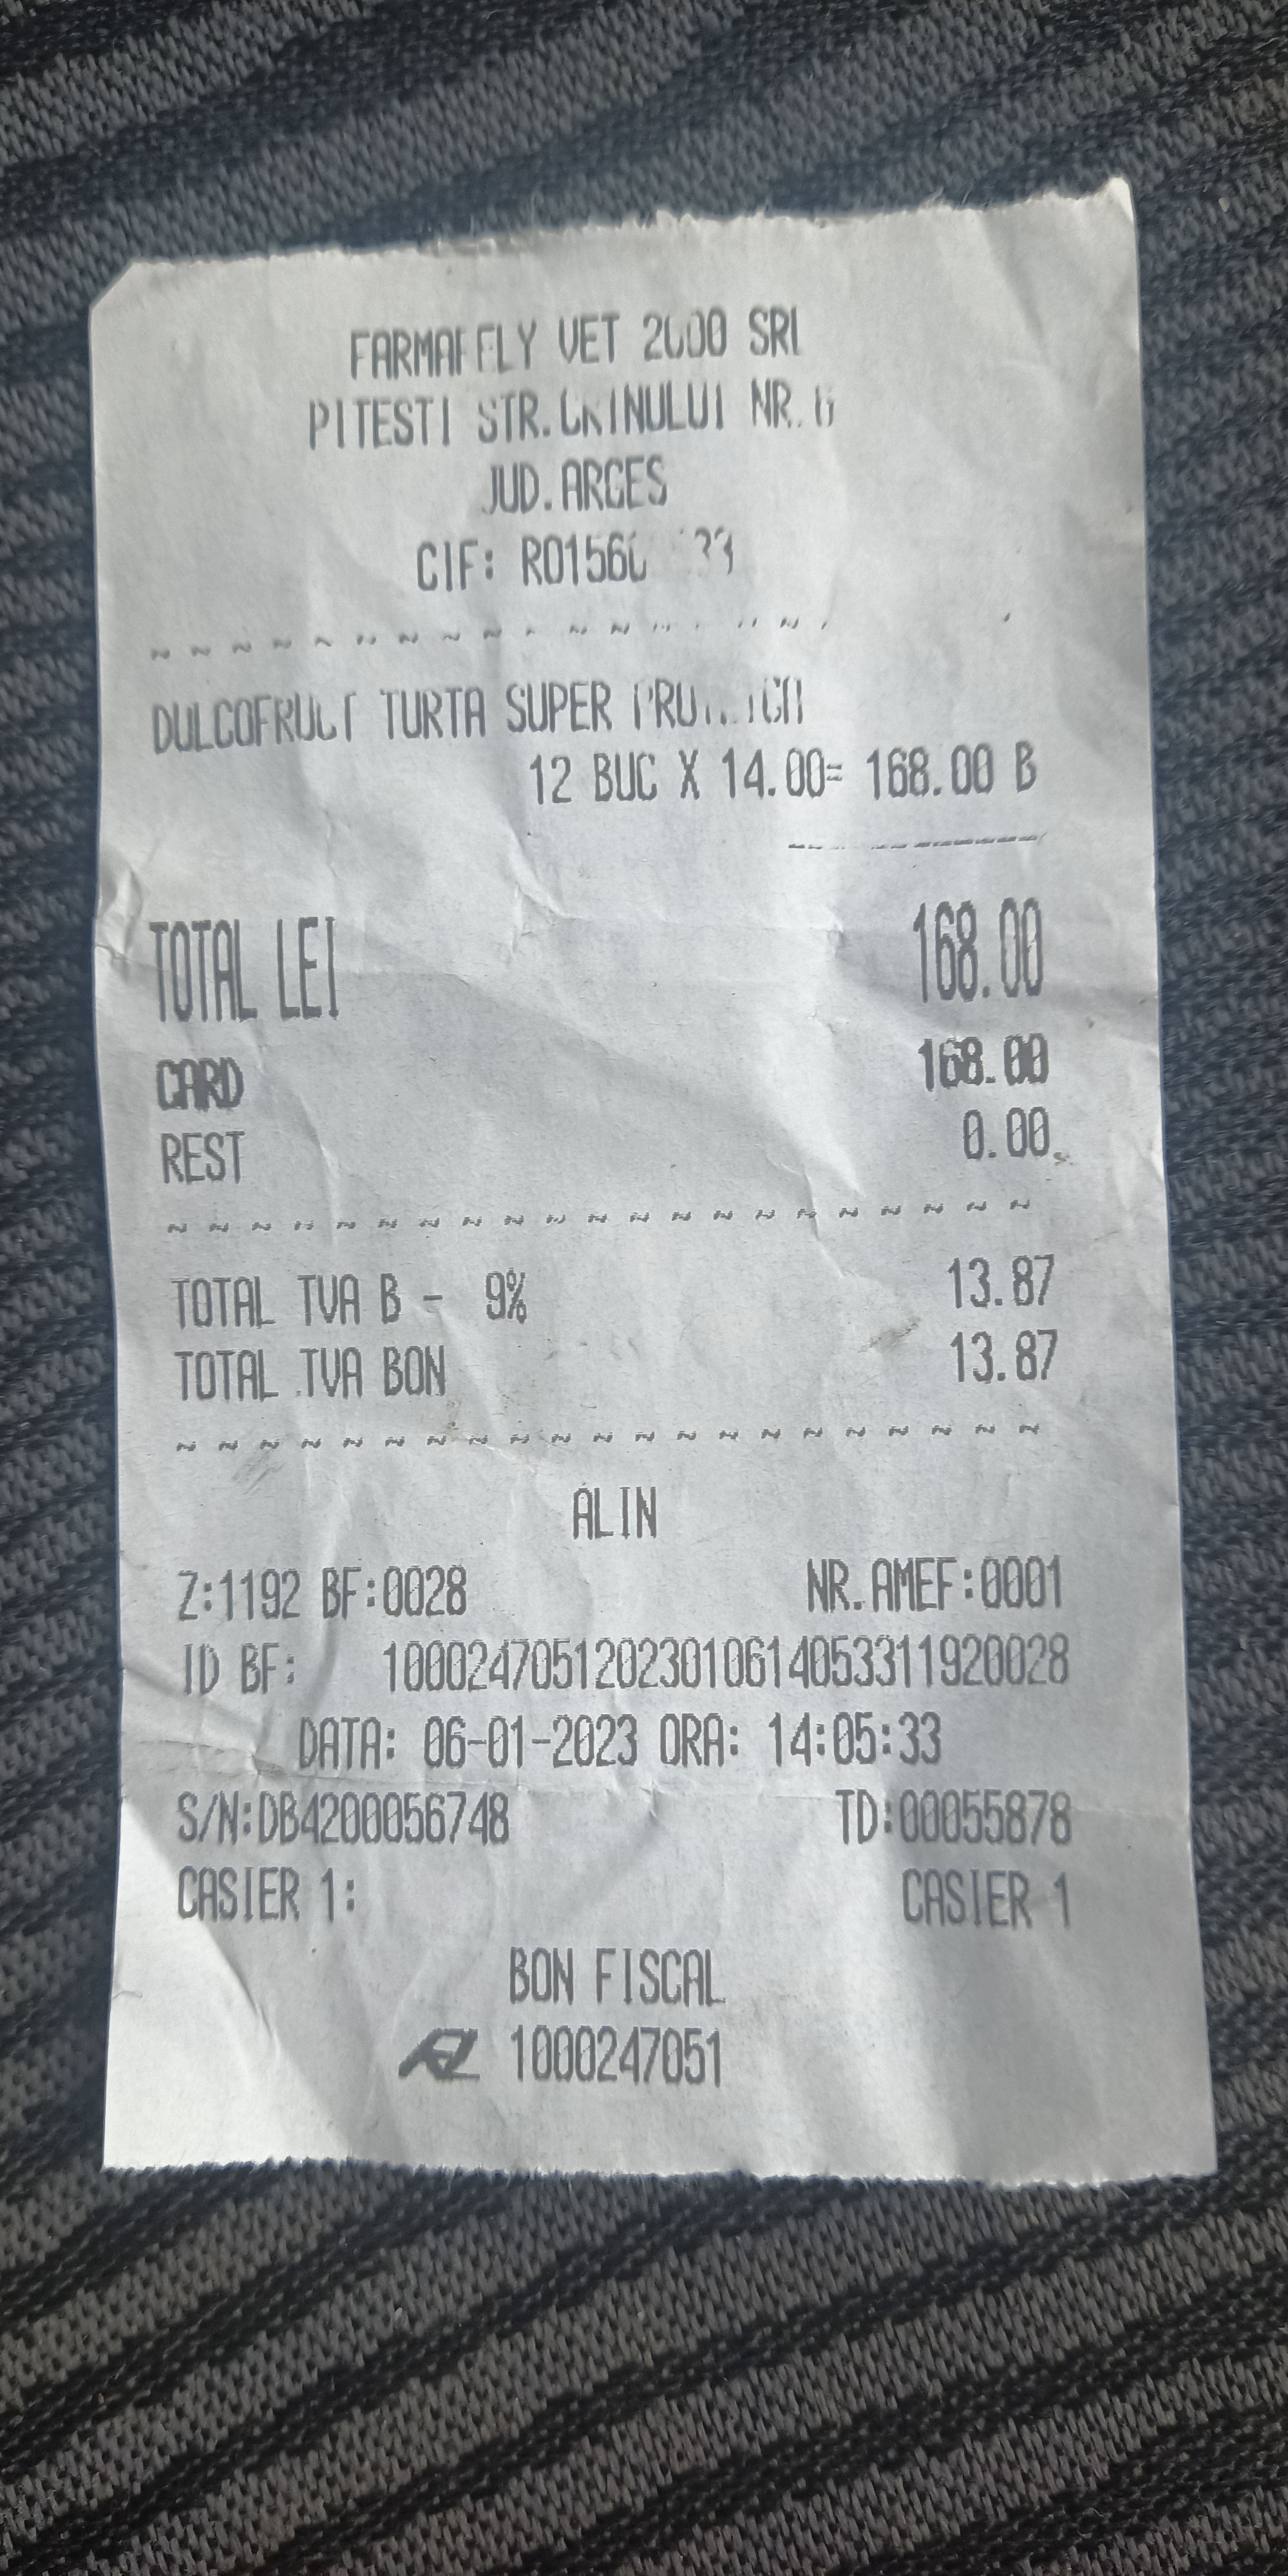 VET 2000 SRL
PITESTI STR.CRINULUI NR.
JUD.ARGES
CIF:
DULCOFRUCT TURTA SUPER
12 BUC X 14.00= 168.00 B
TOTAL LEI 168.00
CARD 168.00
REST 0.00
TOTAL TVA B - 9% 13.87
TOTAL TVA BON 13.87
ALIN
Z:1192 BF:0028 NR.AMEF:0001
ID BF: 10002470512023010614053311920028
DATA: 06-01-2023 ORA: 14:05:33
S/N:DB4200056748 TD:00055878
CASIER 1: CASIER 1
BON FISCAL
1000247051